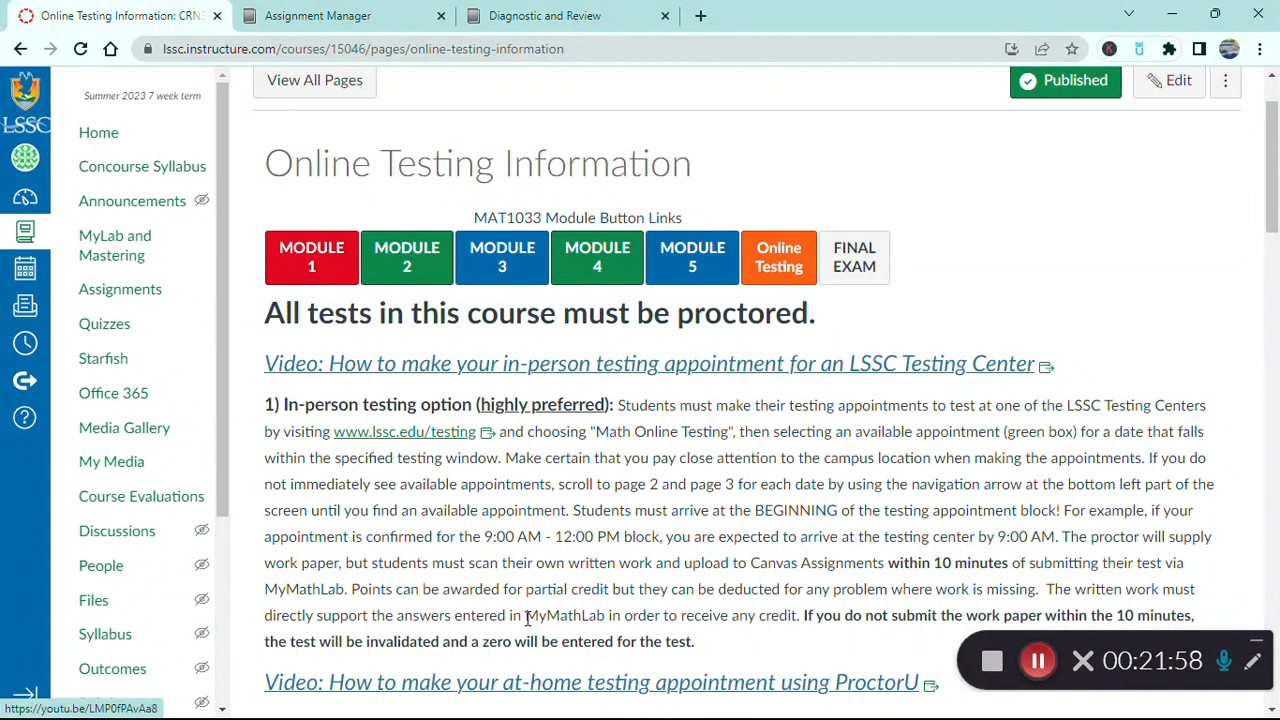 Online Testing Information: CRN3
Assignment Manager
Diagnostic and Review
lssc.instructure.com/courses/15046/pages/online-testing-information
LSSC
Summer 2023 7 week term
Home
Concourse Syllabus
Announcements
MyLab and
Mastering
Assignments
Quizzes
Starfish
Office 365
Media Gallery
My Media
Course Evaluations
Discussions
People
Files
Syllabus
Outcomes
View All Pages
Published
Edit
Online Testing Information
MAT1033 Module Button Links
MODULE 1
MODULE 2
MODULE 3
MODULE 4
MODULE 5
Online Testing
FINAL EXAM
All tests in this course must be proctored.
Video: How to make your in-person testing appointment for an LSSC Testing Center
1) In-person testing option (highly preferred): Students must make their testing appointments to test at one of the LSSC Testing Centers
by visiting www.lssc.edu/testing and choosing "Math Online Testing", then selecting an available appointment (green box) for a date that falls
within the specified testing window. Make certain that you pay close attention to the campus location when making the appointments. If you do
not immediately see available appointments, scroll to page 2 and page 3 for each date by using the navigation arrow at the bottom left part of the
screen until you find an available appointment. Students must arrive at the BEGINNING of the testing appointment block! For example, if your
appointment is confirmed for the 9:00 AM - 12:00 PM block, you are expected to arrive at the testing center by 9:00 AM. The proctor will supply
work paper, but students must scan their own written work and upload to Canvas Assignments within 10 minutes of submitting their test via
MyMathLab. Points can be awarded for partial credit but they can be deducted for any problem where work is missing. The written work must
directly support the answers entered in MyMathLab in order to receive any credit. If you do not submit the work paper within the 10 minutes,
the test will be invalidated and a zero will be entered for the test.
Video: How to make your at-home testing appointment using ProctorU
00:21:58
https://youtu.be/LMP0fPAvAa8